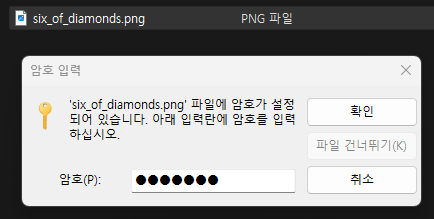 six_of_diamonds.png PNG 파일
암호 입력
'six_of_diamonds.png' 파일에 암호가 설정
되어 있습니다. 아래 입력란에 암호를 입력
하십시오.
확인
파일 건너뛰기(K)
암호(P): ●●●●●●●
취소